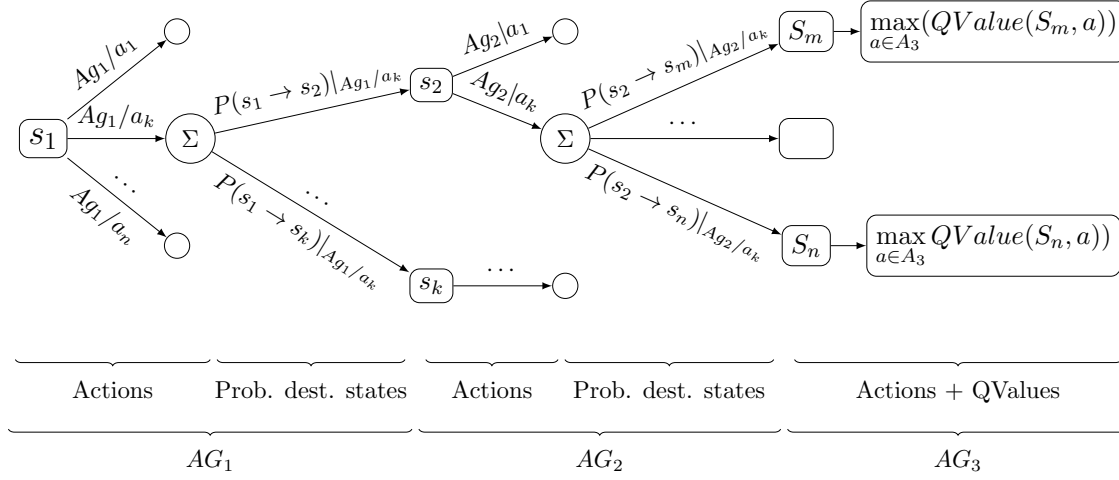 s₁
Ag₁/a₁
Ag₁/aₖ
…
Ag₁/aₙ
Σ
P(s₁ → s₂)|Ag₁/aₖ
…
P(s₁ → sₖ)|Ag₁/aₖ
s₂
sₖ
Ag₂|a₁
Ag₂|aₖ
…
Σ
P(s₂ → sₘ)|Ag₂/aₖ
…
P(s₂ → sₙ)|Ag₂/aₖ
Sₘ
Sₙ
max(QValue(Sₘ, a))
a∈A₃
max QValue(Sₙ, a))
a∈A₃
Actions
Prob. dest. states
Actions
Prob. dest. states
Actions + QValues
AG₁
AG₂
AG₃